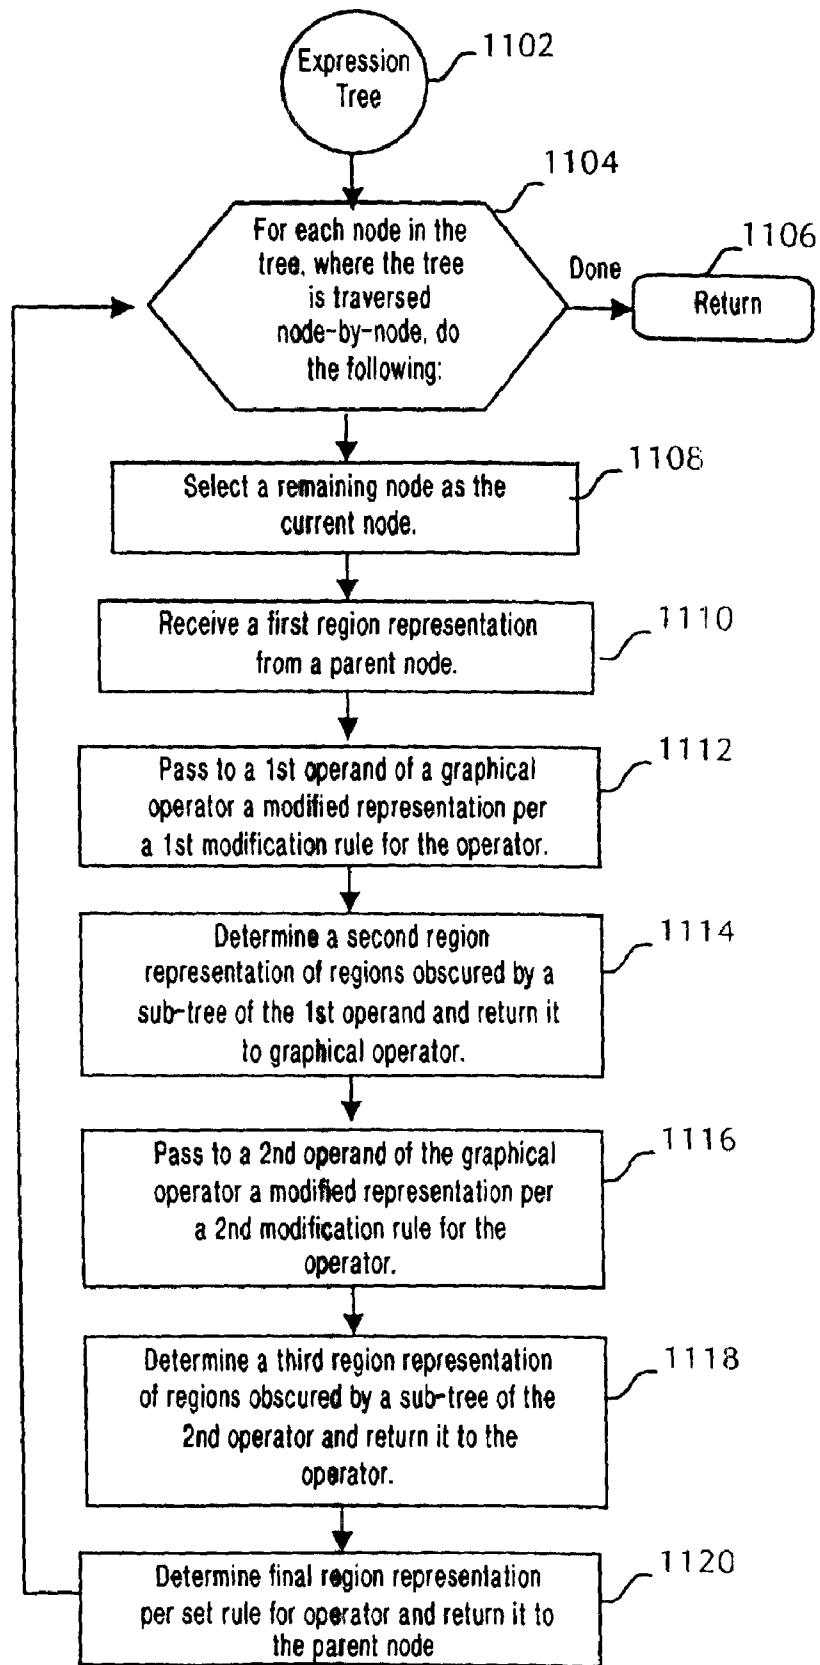 1102
Expression
Tree
1104
For each node in the
tree, where the tree
is traversed
node-by-node, do
the following:
Done
1106
Return
1108
Select a remaining node as the
current node.
1110
Receive a first region representation
from a parent node.
1112
Pass to a 1st operand of a graphical
operator a modified representation per
a 1st modification rule for the operator.
1114
Determine a second region
representation of regions obscured by a
sub-tree of the 1st operand and return it
to graphical operator.
1116
Pass to a 2nd operand of the graphical
operator a modified representation per
a 2nd modification rule for the
operator.
1118
Determine a third region representation
of regions obscured by a sub-tree of the
2nd operator and return it to the
operator.
1120
Determine final region representation
per set rule for operator and return it to
the parent node